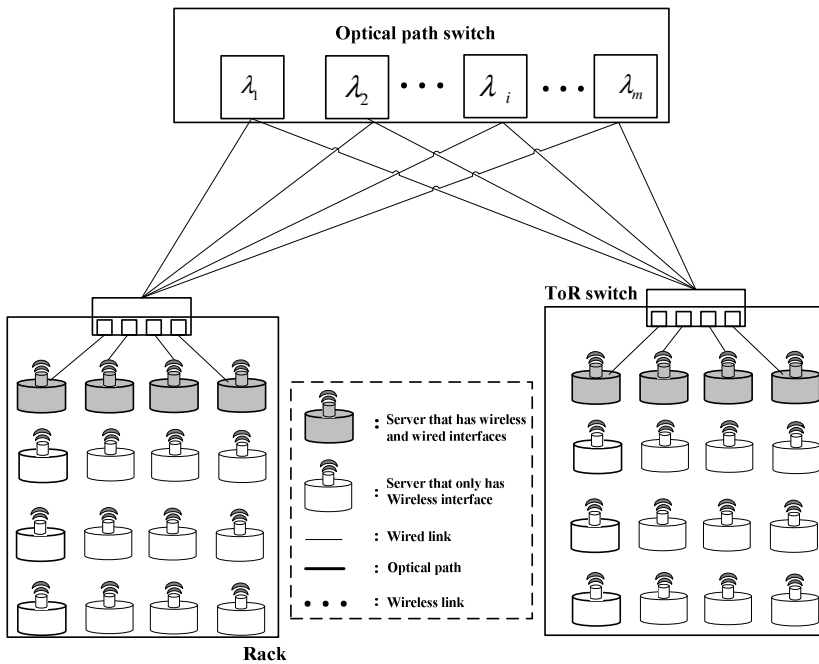 Optical path switch
λ1 λ2 • • • λi • • • λm
ToR switch
: Server that has wireless
and wired interfaces
: Server that only has
Wireless interface
: Wired link
: Optical path
• • • : Wireless link
Rack